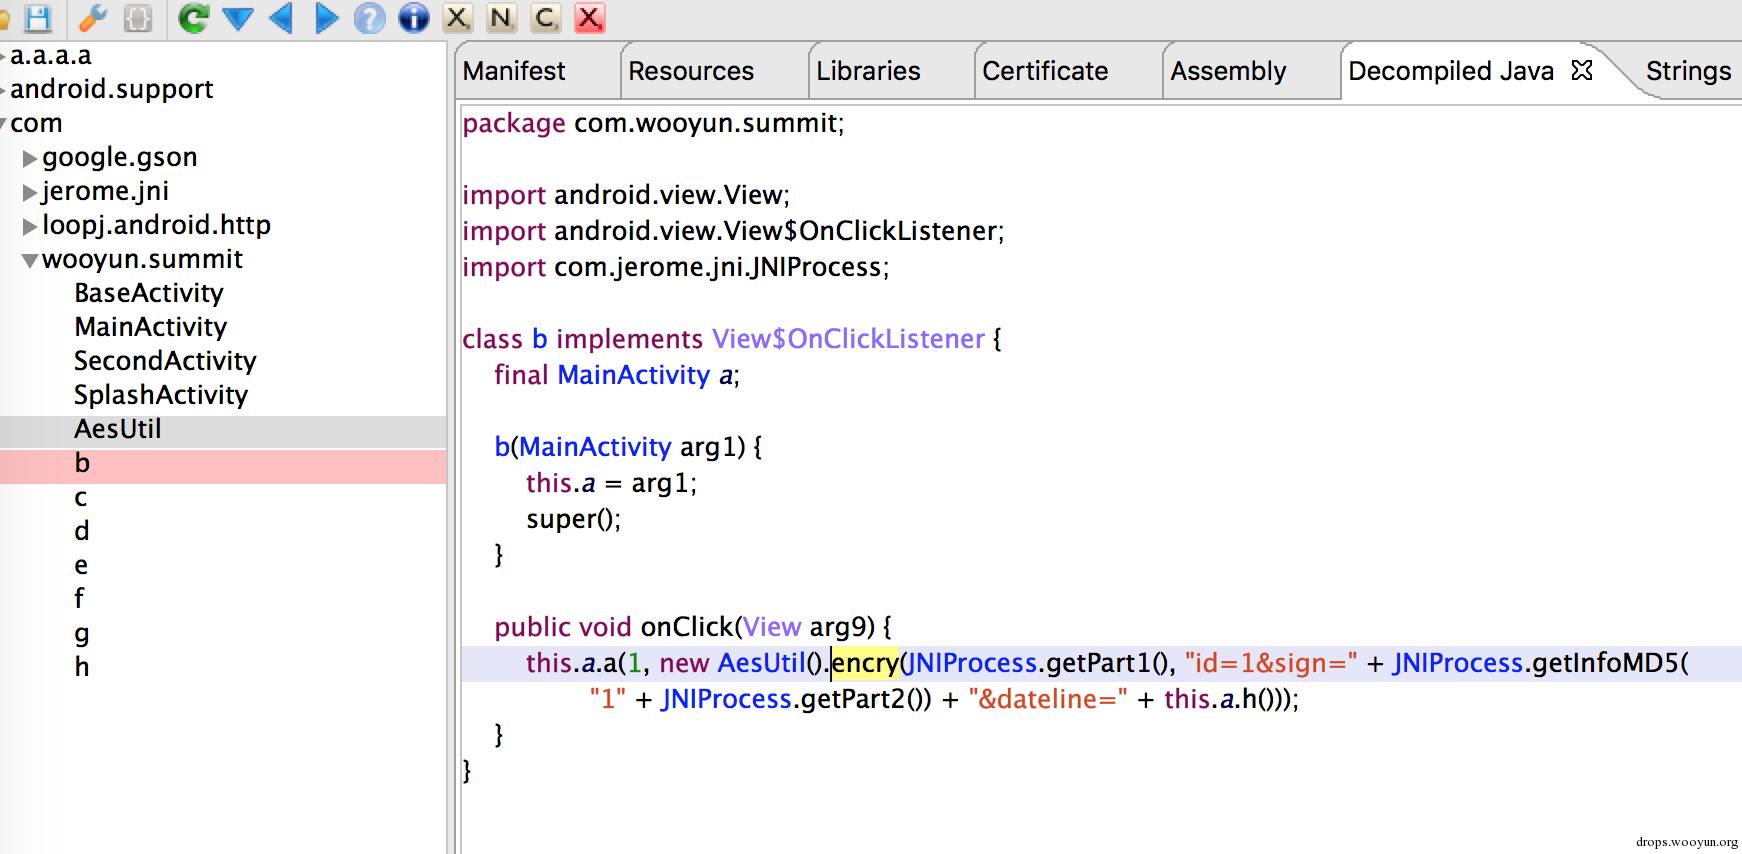 X N C X
a.a.a.a
android.support
com
google.gson
jerome.jni
loopj.android.http
wooyun.summit
BaseActivity
MainActivity
SecondActivity
SplashActivity
AesUtil
b
c
d
e
f
g
h
Manifest Resources Libraries Certificate Assembly Decompiled Java Strings
package com.wooyun.summit;
import android.view.View;
import android.view.View$OnClickListener;
import com.jerome.jni.JNIProcess;
class b implements View$OnClickListener {
final MainActivity a;
b(MainActivity arg1) {
this.a = arg1;
super();
}
public void onClick(View arg9) {
this.a.a(1, new AesUtil().encry(JNIProcess.getPart1(), "id=1&sign=" + JNIProcess.getInfoMD5(
"1" + JNIProcess.getPart2()) + "&dateline=" + this.a.h()));
}
}
drops.wooyun.org